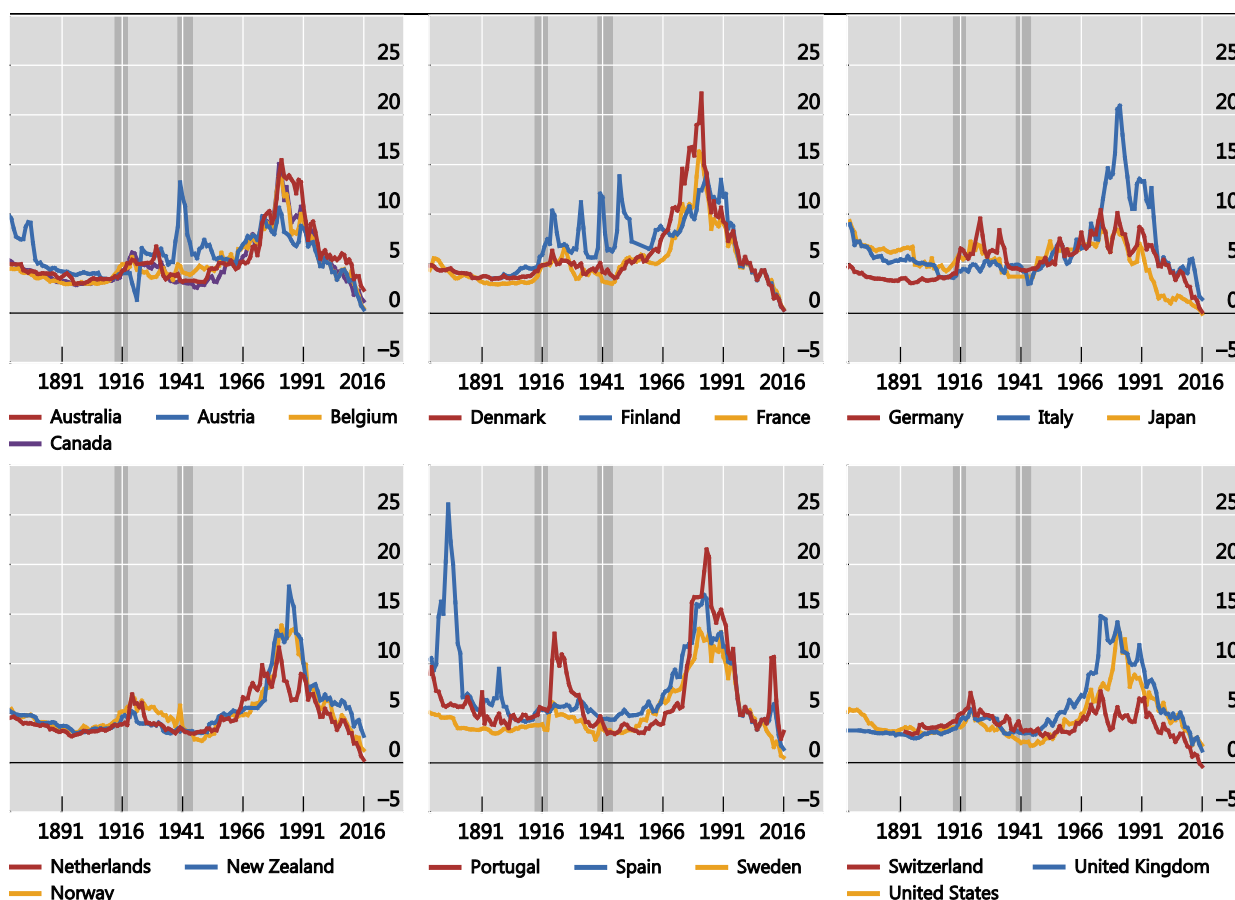 25 25 25
20 20 20
15 15 15
10 10 10
5 5 5
0 0 0
–5 –5 –5
1891 1916 1941 1966 1991 2016 1891 1916 1941 1966 1991 2016 1891 1916 1941 1966 1991 2016
Australia Austria Belgium Denmark Finland France Germany Italy Japan
Canada
25 25 25
20 20 20
15 15 15
10 10 10
5 5 5
0 0 0
–5 –5 –5
1891 1916 1941 1966 1991 2016 1891 1916 1941 1966 1991 2016 1891 1916 1941 1966 1991 2016
Netherlands New Zealand Portugal Spain Sweden Switzerland United Kingdom
Norway United States